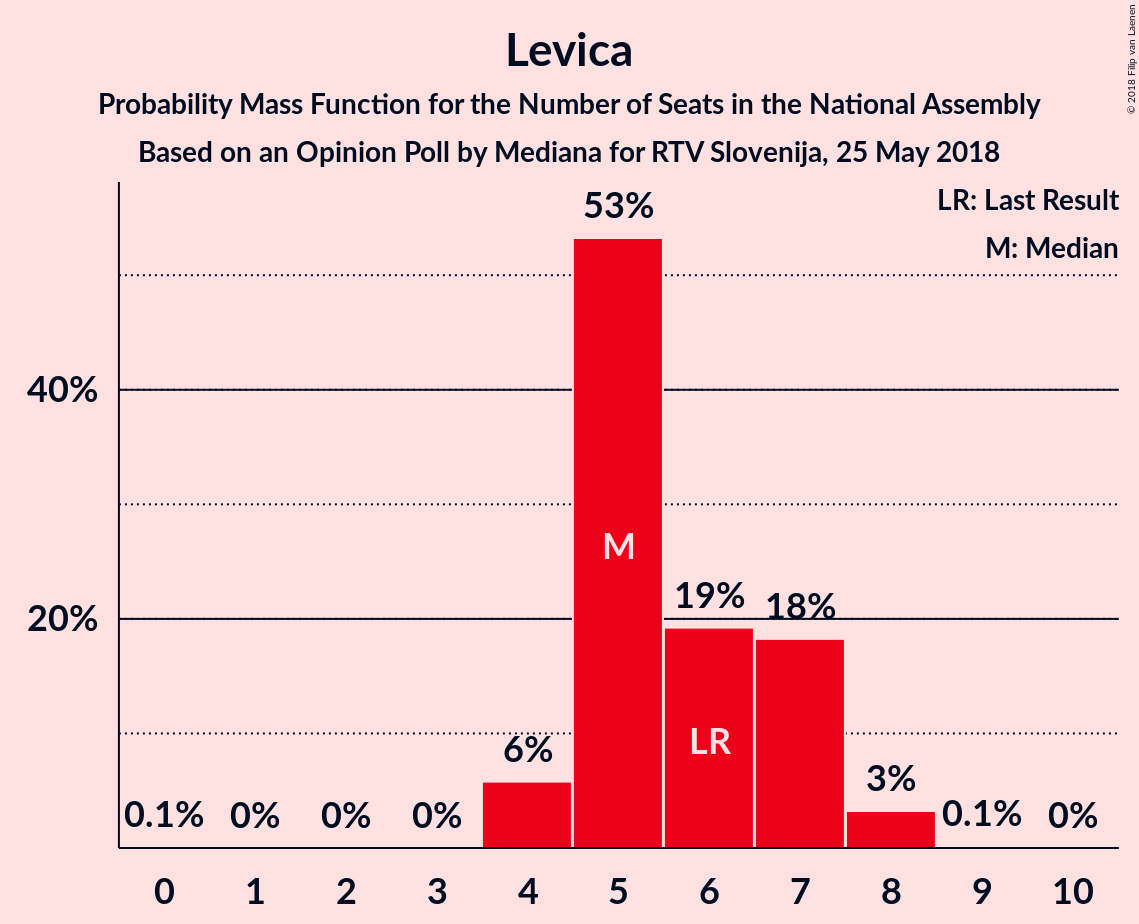 Levica
Probability Mass Function for the Number of Seats in the National Assembly
Based on an Opinion Poll by Mediana for RTV Slovenija, 25 May 2018
© 2018 Filip van Laenen
LR: Last Result
M: Median
53%
40%
M
19%
18%
20%
LR
6%
3%
0.1%
0%
0%
0%
0.1%
0%
0 1 2 3 4 5 6 7 8 9 10